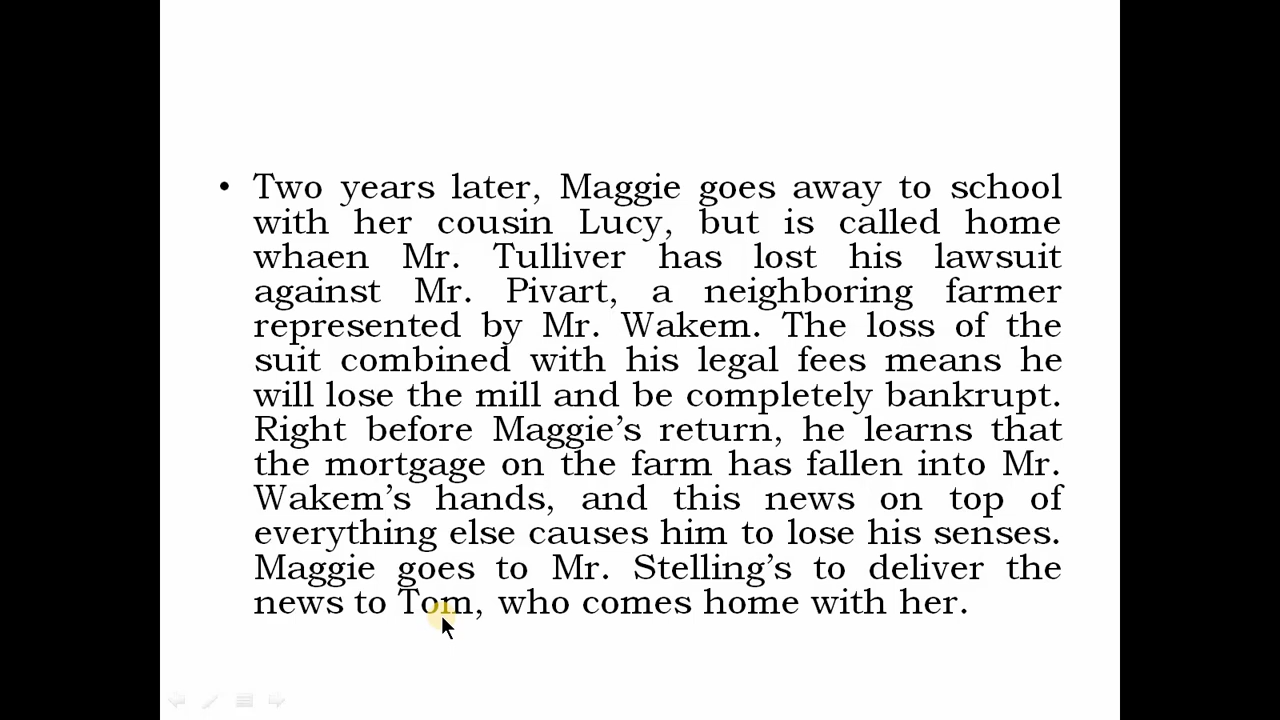 • Two years later, Maggie goes away to school
with her cousin Lucy, but is called home
whaen Mr. Tulliver has lost his lawsuit
against Mr. Pivart, a neighboring farmer
represented by Mr. Wakem. The loss of the
suit combined with his legal fees means he
will lose the mill and be completely bankrupt.
Right before Maggie’s return, he learns that
the mortgage on the farm has fallen into Mr.
Wakem’s hands, and this news on top of
everything else causes him to lose his senses.
Maggie goes to Mr. Stelling’s to deliver the
news to Tom, who comes home with her.